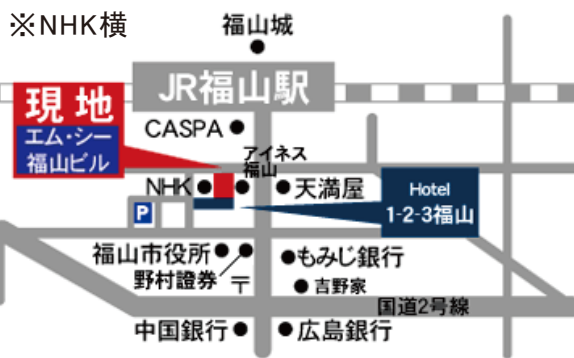 ※NHK横
福山城
JR福山駅
現地
エム・シー
福山ビル
CASPA
アイネス
福山
NHK
天満屋
Hotel
1-2-3福山
P
福山市役所
野村證券
〒
もみじ銀行
吉野家
国道2号線
中国銀行
広島銀行